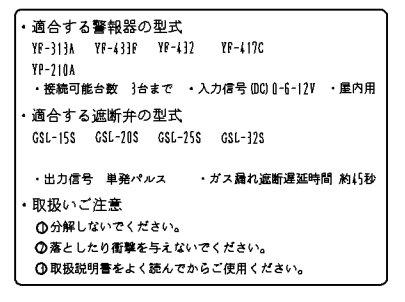 ・適合する警報器の型式
YF-313A YF-433F YF-432 YF-417C
YP-210A
・接続可能台数 3台まで ・入力信号(DC)0-6-12V ・屋内用
・適合する遮断弁の型式
GSL-15S GSL-20S GSL-25S GSL-32S
・出力信号 単発パルス ・ガス漏れ遮断遅延時間 約45秒
・取扱いご注意
①分解しないでください。
②落としたり衝撃を与えないでください。
③取扱説明書をよく読んでからご使用ください。